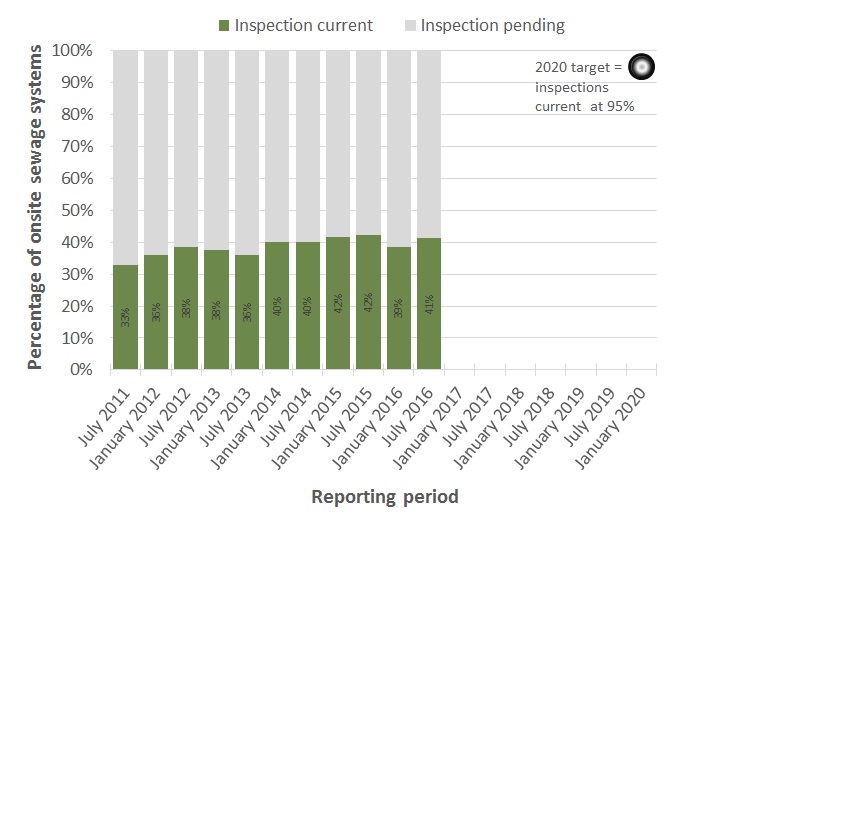 Inspection current
Inspection pending
Percentage of onsite sewage systems
100%
90%
80%
70%
60%
50%
40%
30%
20%
10%
0%
2020 target =
inspections
current at 95%
33%
36%
38%
38%
36%
40%
40%
42%
42%
39%
41%
July 2011
January 2012
July 2012
January 2013
July 2013
January 2014
July 2014
January 2015
July 2015
January 2016
July 2016
January 2017
July 2017
January 2018
July 2018
January 2019
July 2019
January 2020
Reporting period